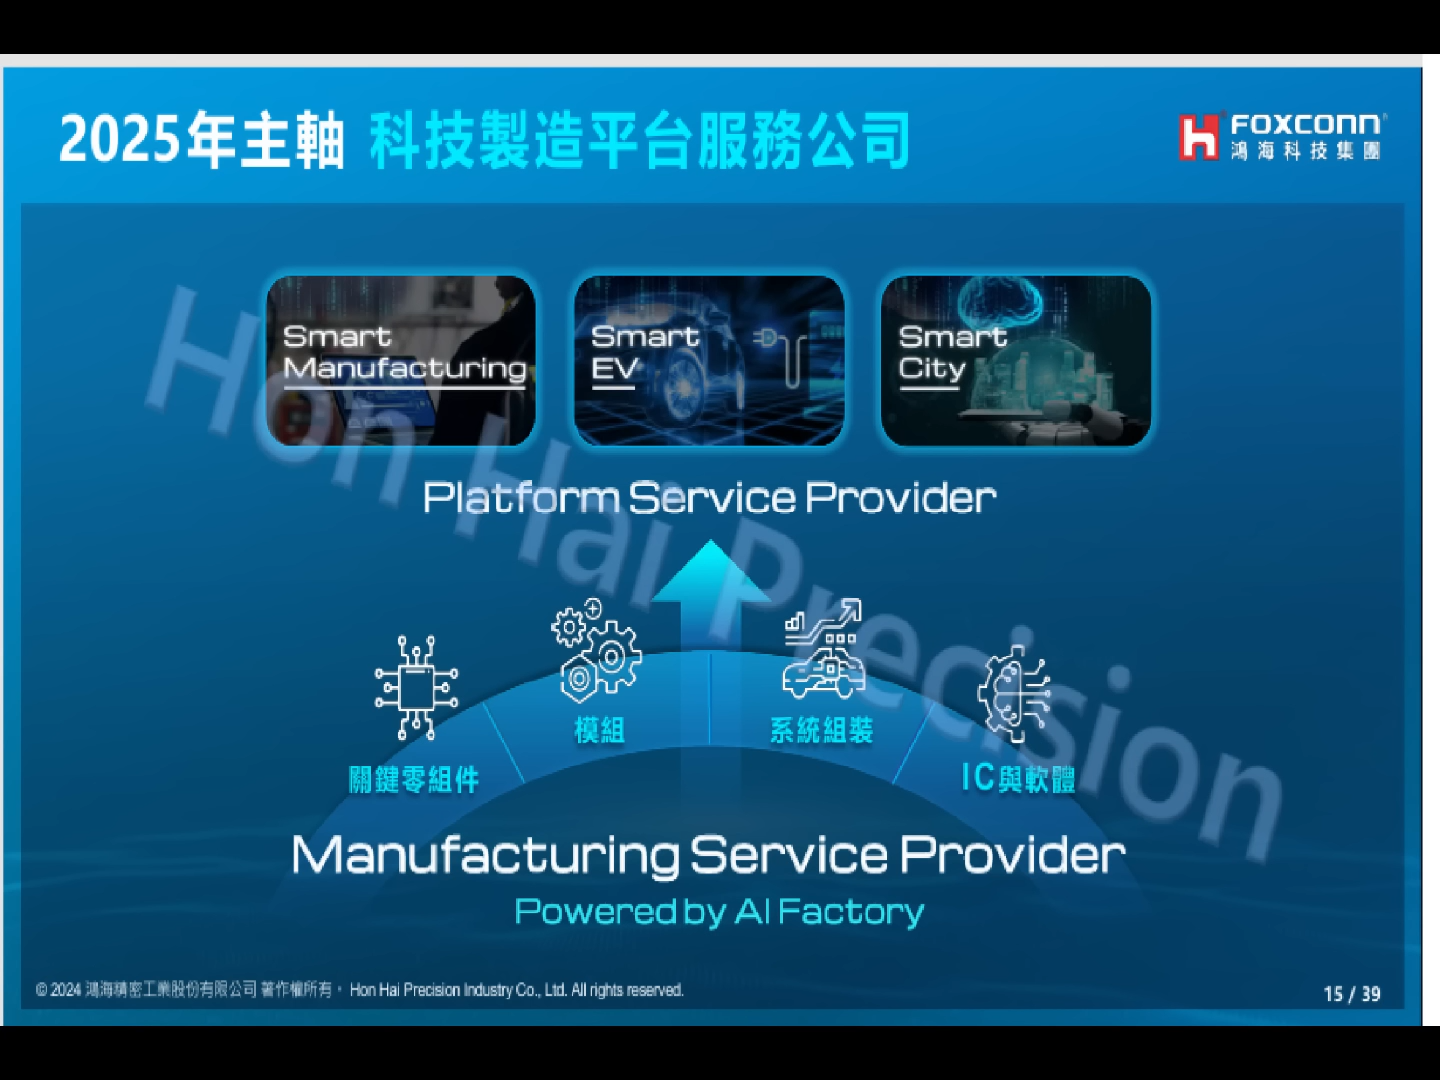 2025年主軸 科技製造平台服務公司
FOXCONN®
鴻海科技集團
Smart
Manufacturing
Smart
EV
Smart
City
Platform Service Provider
關鍵零組件
模組
系統組裝
IC與軟體
Manufacturing Service Provider
Powered by AI Factory
Hon Hai Precision
© 2024 鴻海精密工業股份有限公司 著作權所有。 Hon Hai Precision Industry Co., Ltd. All rights reserved.
15 / 39